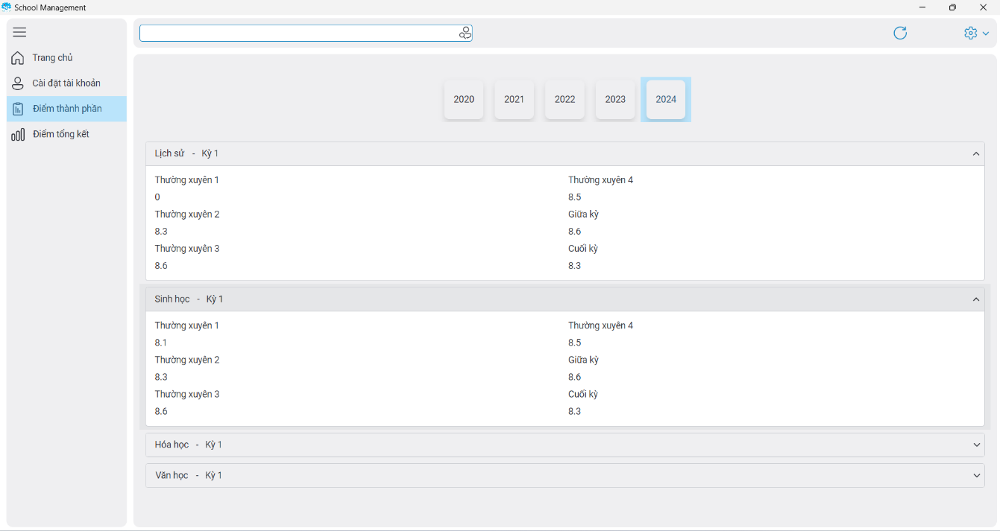 School Management
Trang chủ
Cài đặt tài khoản
Điểm thành phần
Điểm tổng kết
2020 2021 2022 2023 2024
Lịch sử - Kỳ 1
Thường xuyên 1 Thường xuyên 4
0 8.5
Thường xuyên 2 Giữa kỳ
8.3 8.6
Thường xuyên 3 Cuối kỳ
8.6 8.3
Sinh học - Kỳ 1
Thường xuyên 1 Thường xuyên 4
8.1 8.5
Thường xuyên 2 Giữa kỳ
8.3 8.6
Thường xuyên 3 Cuối kỳ
8.6 8.3
Hóa học - Kỳ 1
Văn học - Kỳ 1